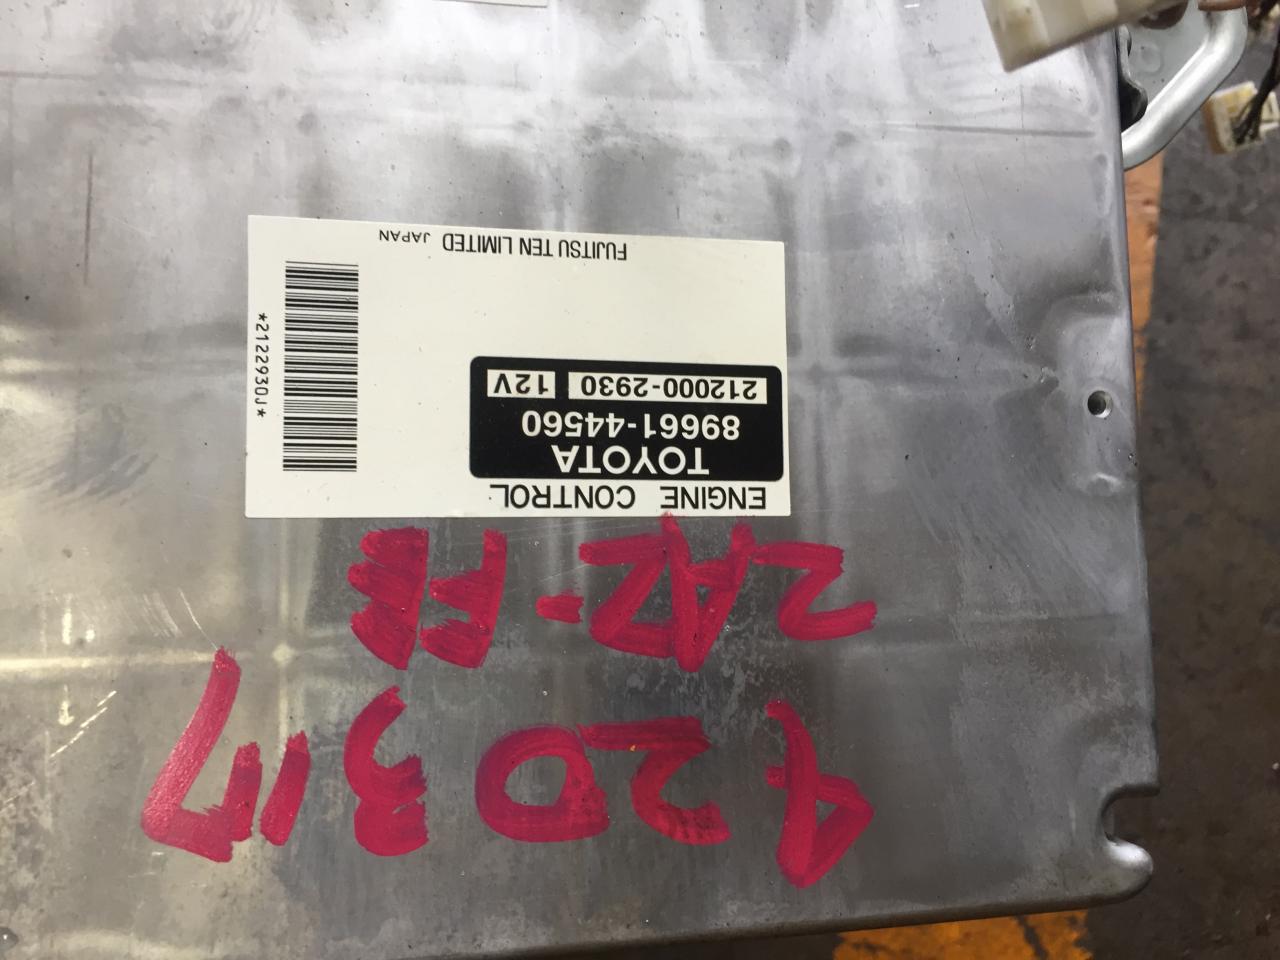 ENGINE CONTROL
TOYOTA
89661-44560
212000-2930 12V
FUJITSU TEN LIMITED JAPAN
*2122930J*
2AZ-FE
420317